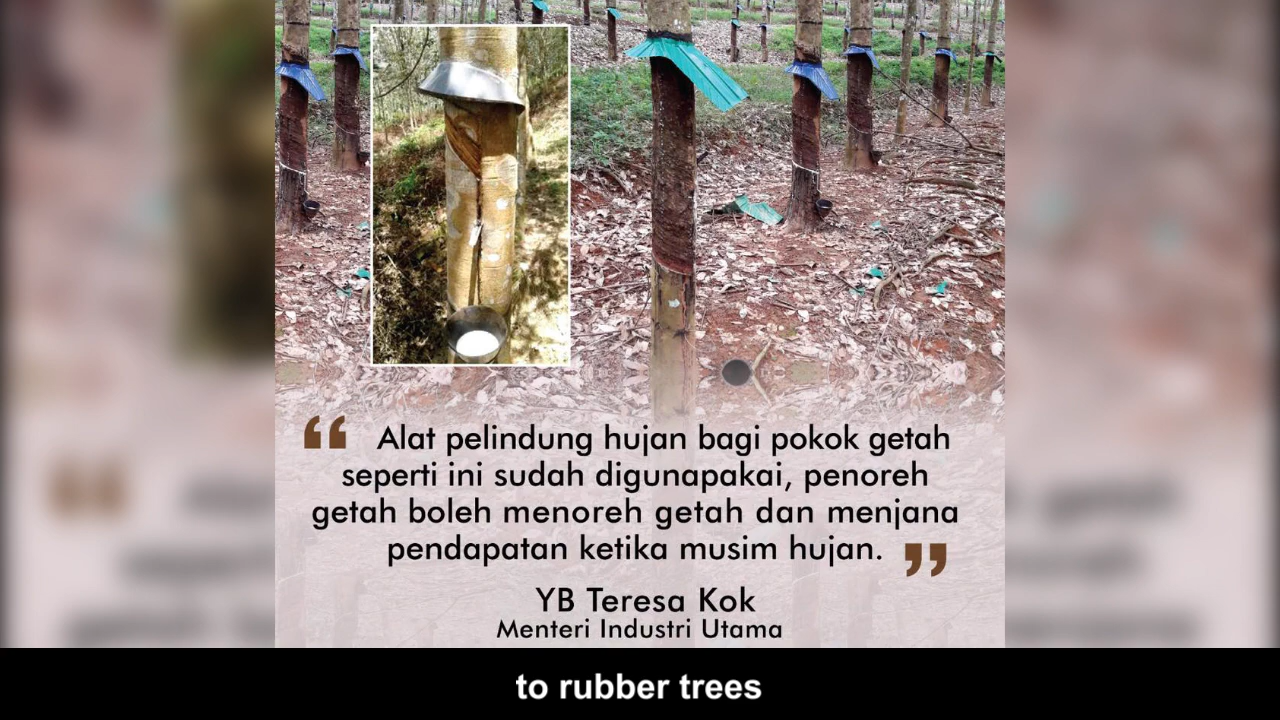 “ Alat pelindung hujan bagi pokok getah
seperti ini sudah digunapakai, penoreh
getah boleh menoreh getah dan menjana
pendapatan ketika musim hujan. ”
YB Teresa Kok
Menteri Industri Utama
to rubber trees